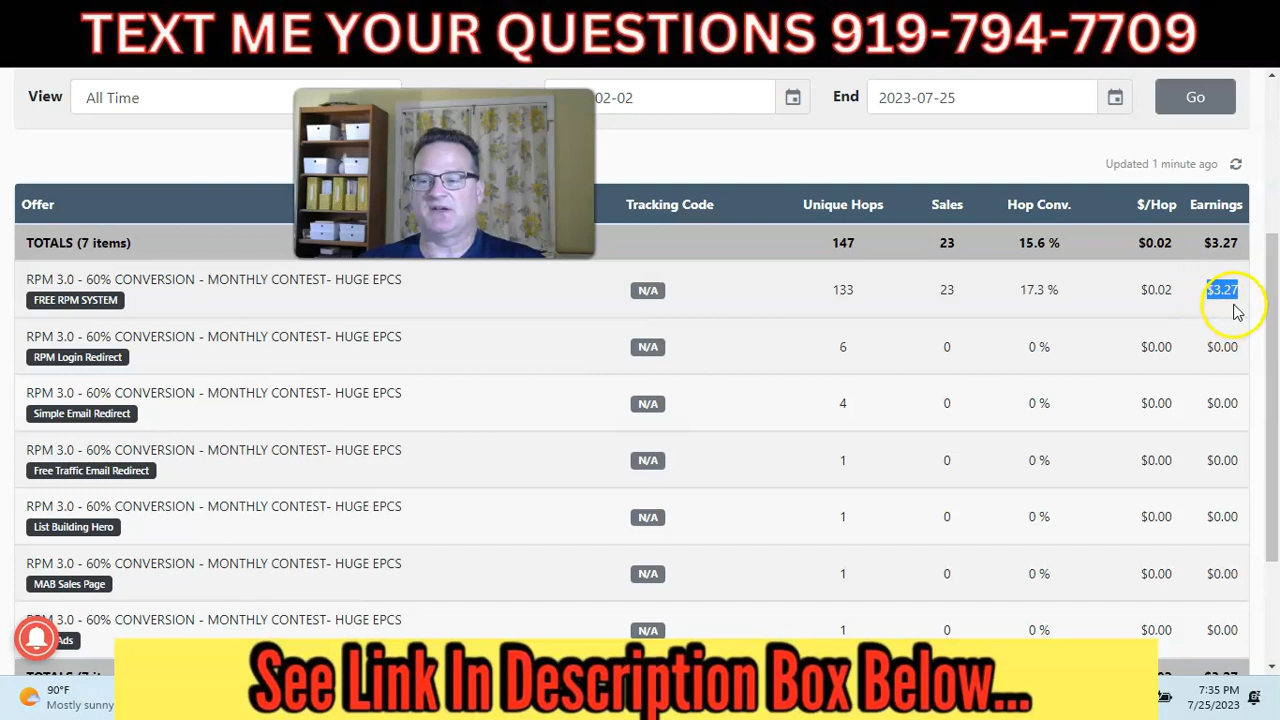 TEXT ME YOUR QUESTIONS 919-794-7709
View All Time 02-02 End 2023-07-25 Go
Updated 1 minute ago
Offer Tracking Code Unique Hops Sales Hop Conv. $/Hop Earnings
TOTALS (7 items) 147 23 15.6 % $0.02 $3.27
RPM 3.0 - 60% CONVERSION - MONTHLY CONTEST- HUGE EPCS
FREE RPM SYSTEM N/A 133 23 17.3 % $0.02 $3.27
RPM 3.0 - 60% CONVERSION - MONTHLY CONTEST- HUGE EPCS
RPM Login Redirect N/A 6 0 0 % $0.00 $0.00
RPM 3.0 - 60% CONVERSION - MONTHLY CONTEST- HUGE EPCS
Simple Email Redirect N/A 4 0 0 % $0.00 $0.00
RPM 3.0 - 60% CONVERSION - MONTHLY CONTEST- HUGE EPCS
Free Traffic Email Redirect N/A 1 0 0 % $0.00 $0.00
RPM 3.0 - 60% CONVERSION - MONTHLY CONTEST- HUGE EPCS
List Building Hero N/A 1 0 0 % $0.00 $0.00
RPM 3.0 - 60% CONVERSION - MONTHLY CONTEST- HUGE EPCS
MAB Sales Page N/A 1 0 0 % $0.00 $0.00
RPM 3.0 - 60% CONVERSION - MONTHLY CONTEST- HUGE EPCS
Ads N/A 1 0 0 % $0.00 $0.00
See Link In Description Box Below...
90°F
Mostly sunny
7:35 PM
7/25/2023